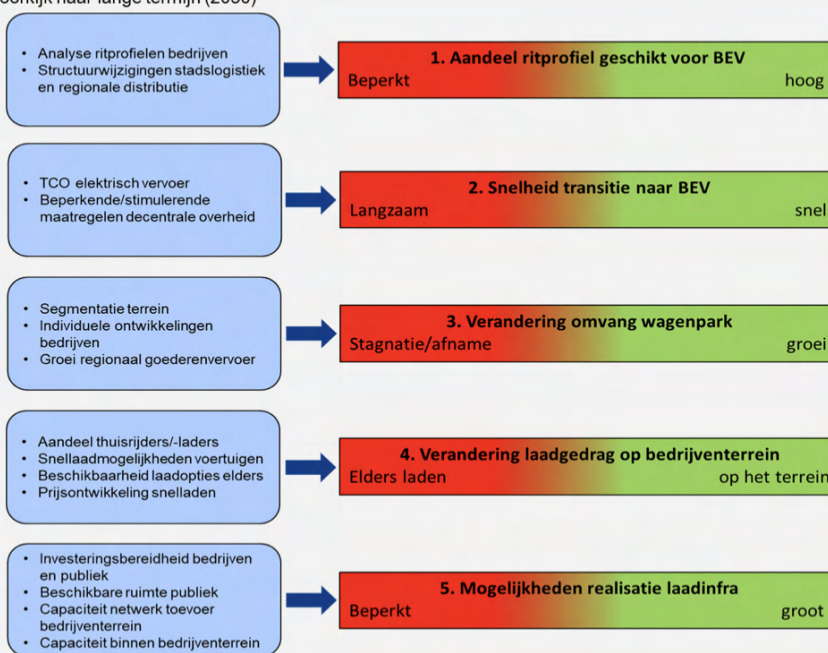 naar lange termijn
• Analyse ritprofielen bedrijven
• Structuurwijzigingen stadslogistiek
en regionale distributie
1. Aandeel ritprofiel geschikt voor BEV
Beperkt hoog
• TCO elektrisch vervoer
• Beperkende/stimulerende
maatregelen decentrale overheid
2. Snelheid transitie naar BEV
Langzaam snel
• Segmentatie terrein
• Individuele ontwikkelingen
bedrijven
• Groei regionaal goederenvervoer
3. Verandering omvang wagenpark
Stagnatie/afname groei
• Aandeel thuisrijders/-laders
• Snellaadmogelijkheden voertuigen
• Beschikbaarheid laadopties elders
• Prijsontwikkeling snelladen
4. Verandering laadgedrag op bedrijventerrein
Elders laden op het terrein
• Investeringsbereidheid bedrijven
en publiek
• Beschikbare ruimte publiek
• Capaciteit netwerk toevoer
bedrijventerrein
• Capaciteit binnen bedrijventerrein
5. Mogelijkheden realisatie laadinfra
Beperkt groot